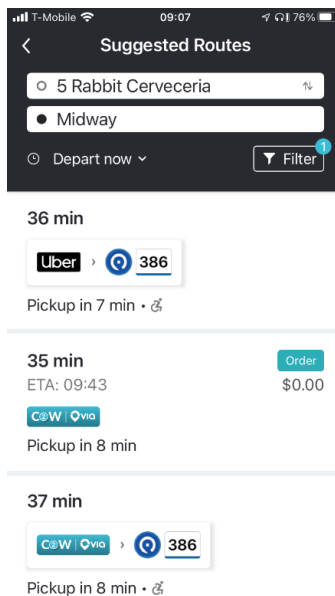 T-Mobile 09:07 76%
Suggested Routes
5 Rabbit Cerveceria
Midway
Depart now
Filter 1
36 min
Uber > 386
Pickup in 7 min •
35 min Order
ETA: 09:43 $0.00
C@W | Via
Pickup in 8 min
37 min
C@W | Via > 386
Pickup in 8 min •